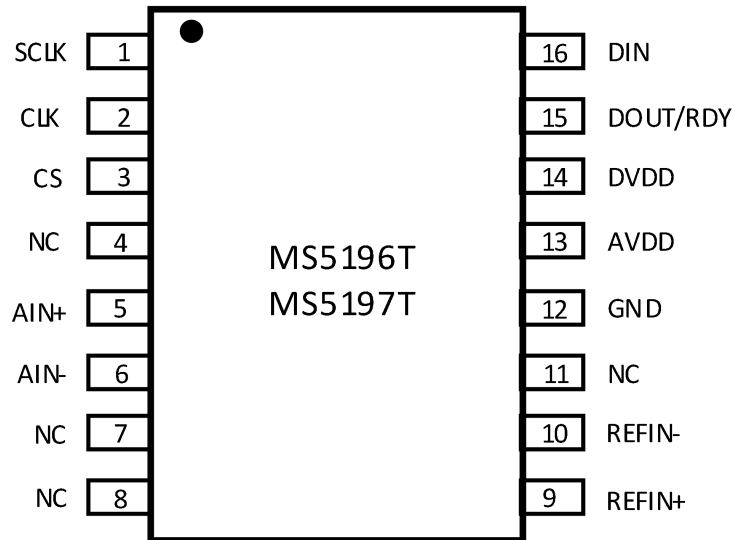 SCLK 1 16 DIN
CLK 2 15 DOUT/RDY
CS 3 14 DVDD
NC 4 13 AVDD
MS5196T
MS5197T
AIN+ 5 12 GND
AIN- 6 11 NC
NC 7 10 REFIN-
NC 8 9 REFIN+